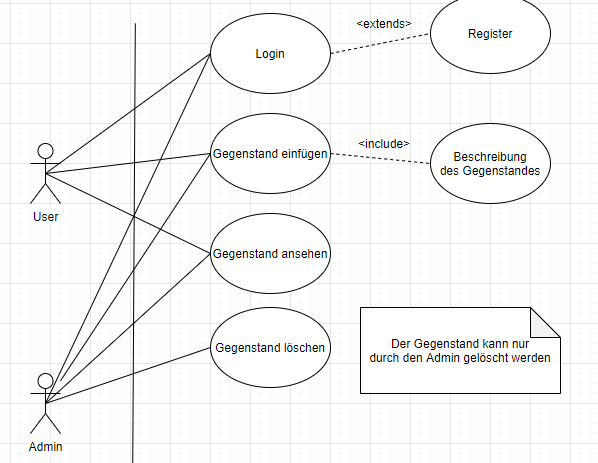 <extends>
Register
Login
Gegenstand einfügen
<include>
Beschreibung
des Gegenstandes
User
Gegenstand ansehen
Gegenstand löschen
Der Gegenstand kann nur
durch den Admin gelöscht werden
Admin